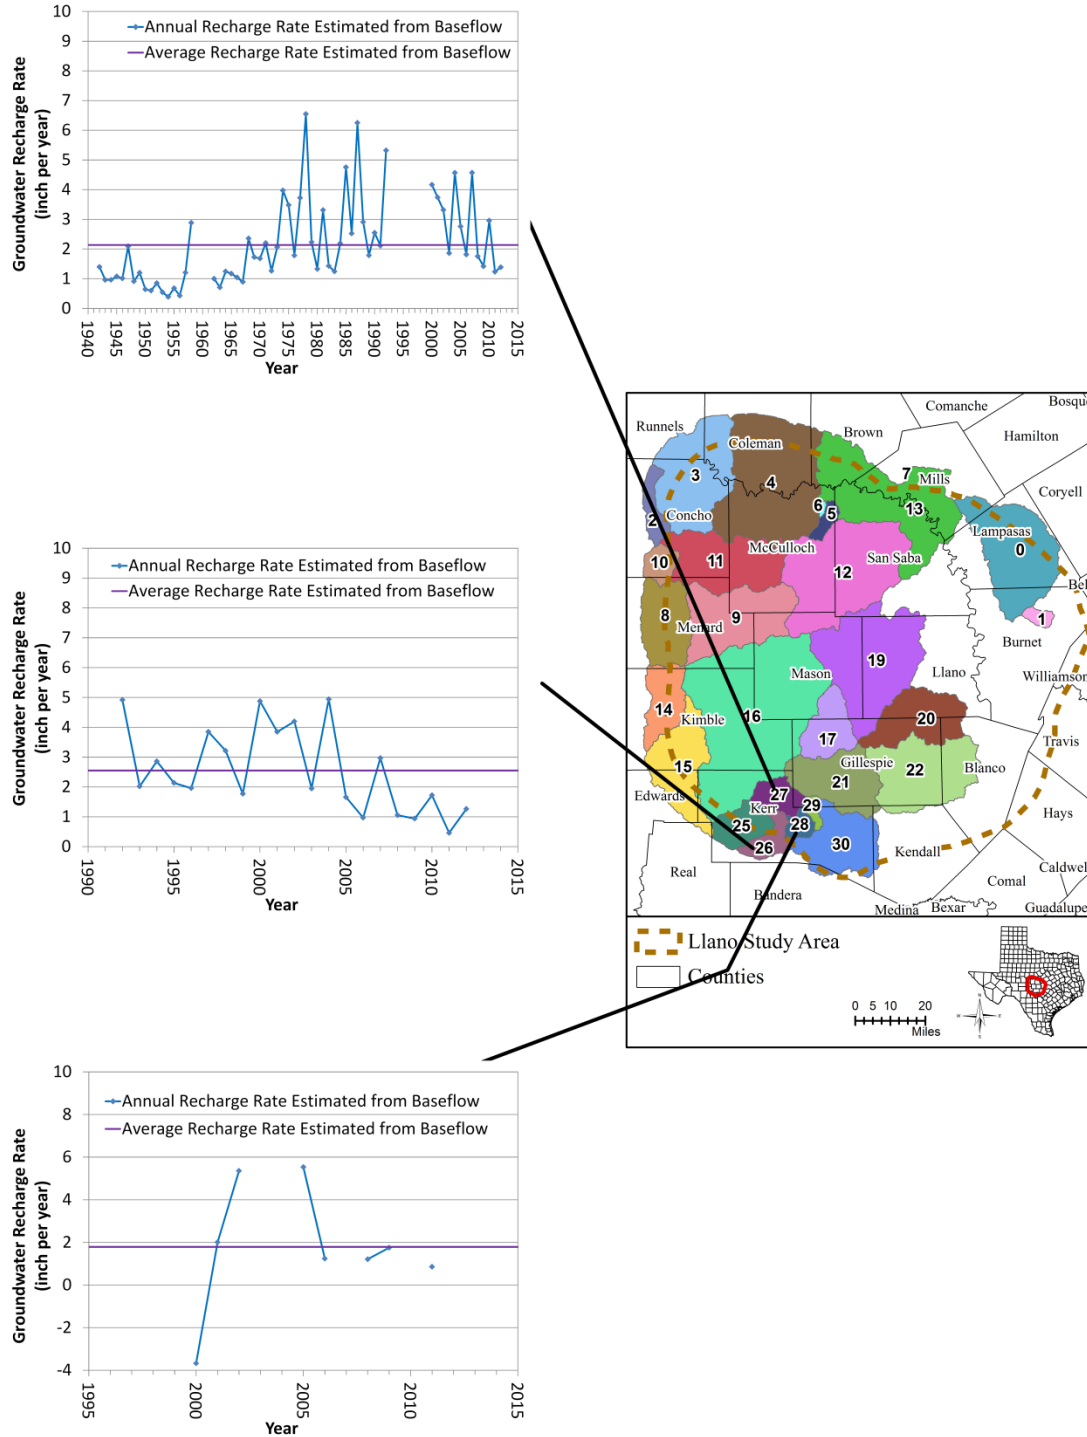 Annual Recharge Rate Estimated from Baseflow
Average Recharge Rate Estimated from Baseflow
Groundwater Recharge Rate
(inch per year)
10
9
8
7
6
5
4
3
2
1
0
1940
1945
1950
1955
1960
1965
1970
1975
1980
1985
1990
1995
2000
2005
2010
2015
Year
Annual Recharge Rate Estimated from Baseflow
Average Recharge Rate Estimated from Baseflow
Groundwater Recharge Rate
(inch per year)
10
9
8
7
6
5
4
3
2
1
0
1990
1995
2000
2005
2010
2015
Year
Annual Recharge Rate Estimated from Baseflow
Average Recharge Rate Estimated from Baseflow
Groundwater Recharge Rate
(inch per year)
10
8
6
4
2
0
-2
-4
1995
2000
2005
2010
2015
Year
Comanche
Bosqu
Runnels
Brown
Hamilton
Coleman
3
4
7
Mills
Coryell
2
Concho
6
5
13
Lampasas
0
McCulloch
San Saba
10
11
12
Bel
8
Menard
9
1
Burnet
Mason
19
Llano
Williamson
14
Kimble
16
17
20
Travis
15
Gillespie
Blanco
21
22
Edwards
27
Kerr
29
Hays
25
28
26
30
Kendall
Real
Caldwel
Comal
Bandera
Medina
Bexar
Guadalupe
Llano Study Area
Counties
0 5 10 20
Miles
N
W
E
S